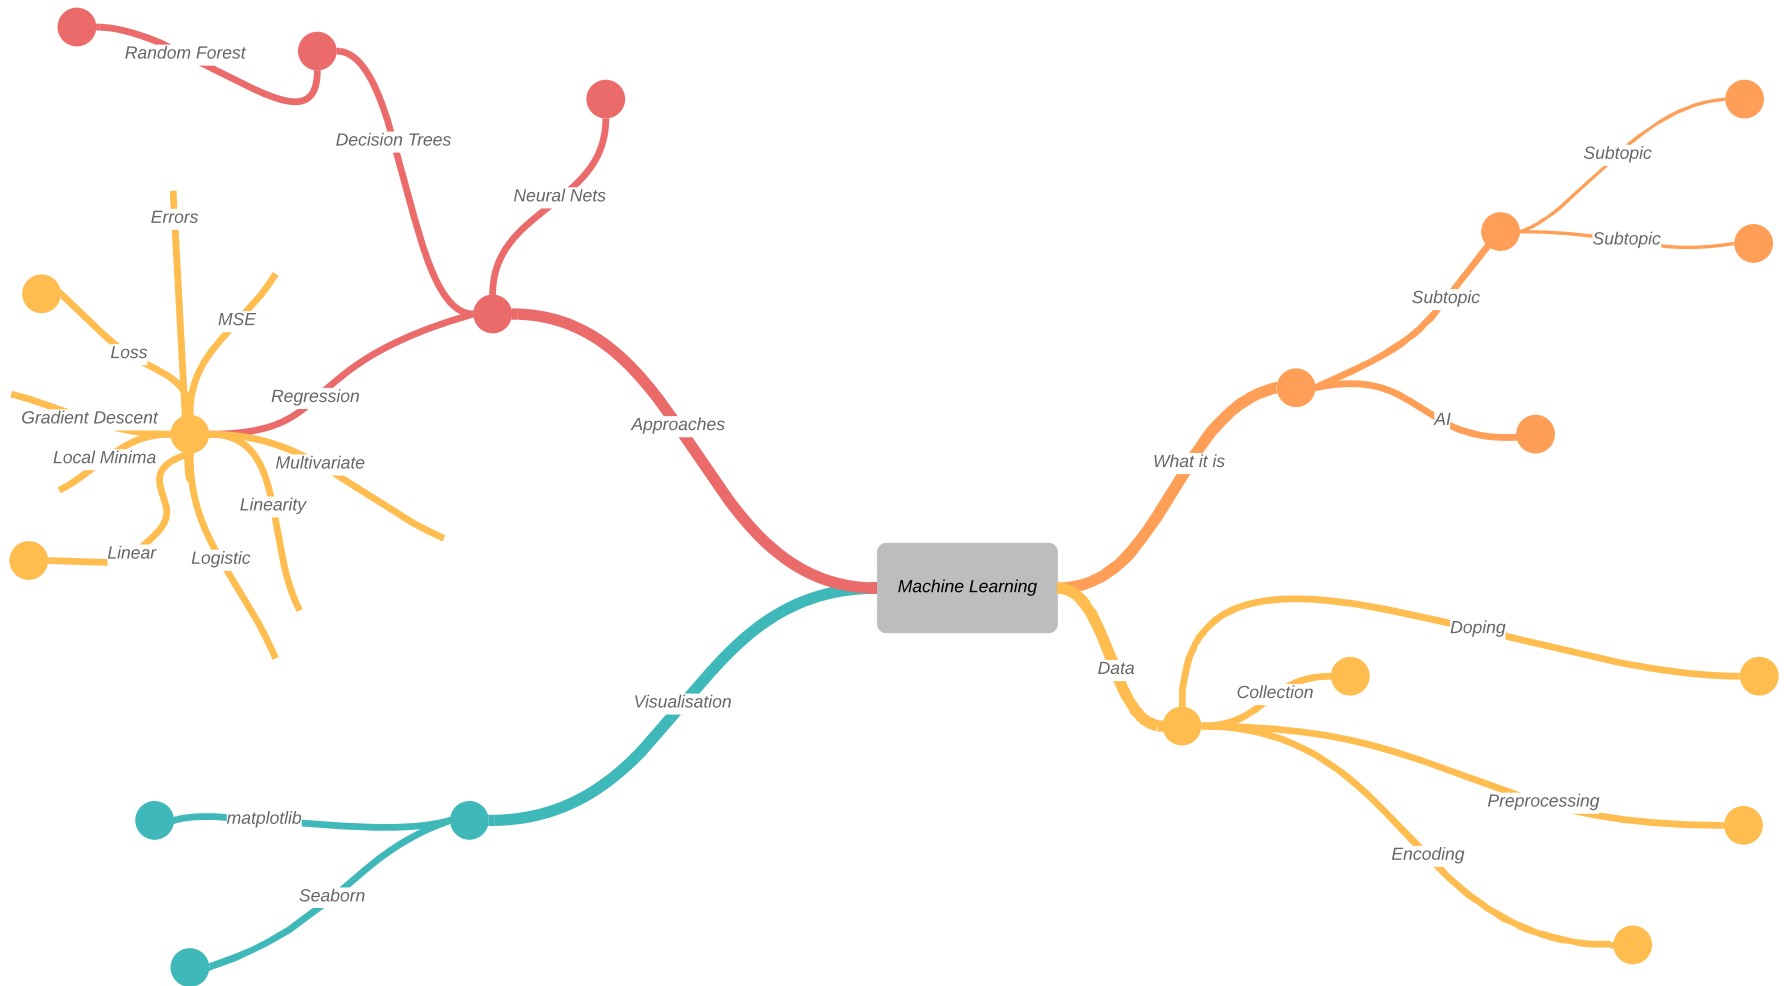 Random Forest
Decision Trees
Neural Nets
Errors
MSE
Loss
Regression
Gradient Descent
Local Minima
Multivariate
Linearity
Linear
Logistic
Approaches
Machine Learning
Visualisation
matplotlib
Seaborn
Subtopic
Subtopic
Subtopic
AI
What it is
Data
Doping
Collection
Preprocessing
Encoding